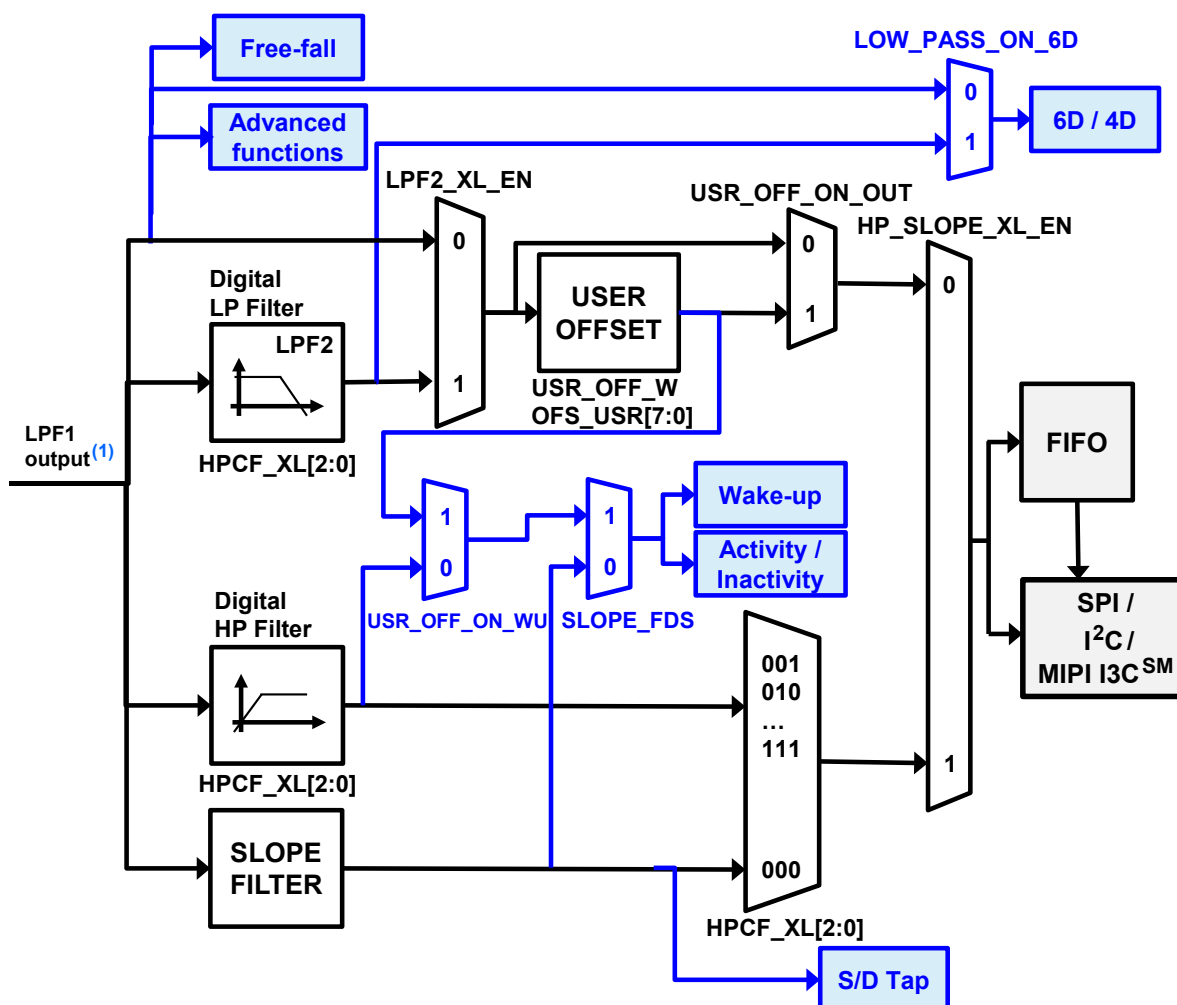 Free-fall
LOW_PASS_ON_6D
0
1
6D / 4D
Advanced
functions
LPF2_XL_EN
0
1
USR_OFF_ON_OUT
0
1
HP_SLOPE_XL_EN
0
1
Digital
LP Filter
LPF2
HPCF_XL[2:0]
USER
OFFSET
USR_OFF_W
OFS_USR[7:0]
LPF1
output(1)
FIFO
Wake-up
Activity /
Inactivity
1
0
USR_OFF_ON_WU
1
0
SLOPE_FDS
SPI /
I²C /
MIPI I3C℠
Digital
HP Filter
HPCF_XL[2:0]
001
010
...
111
000
HPCF_XL[2:0]
SLOPE
FILTER
S/D Tap